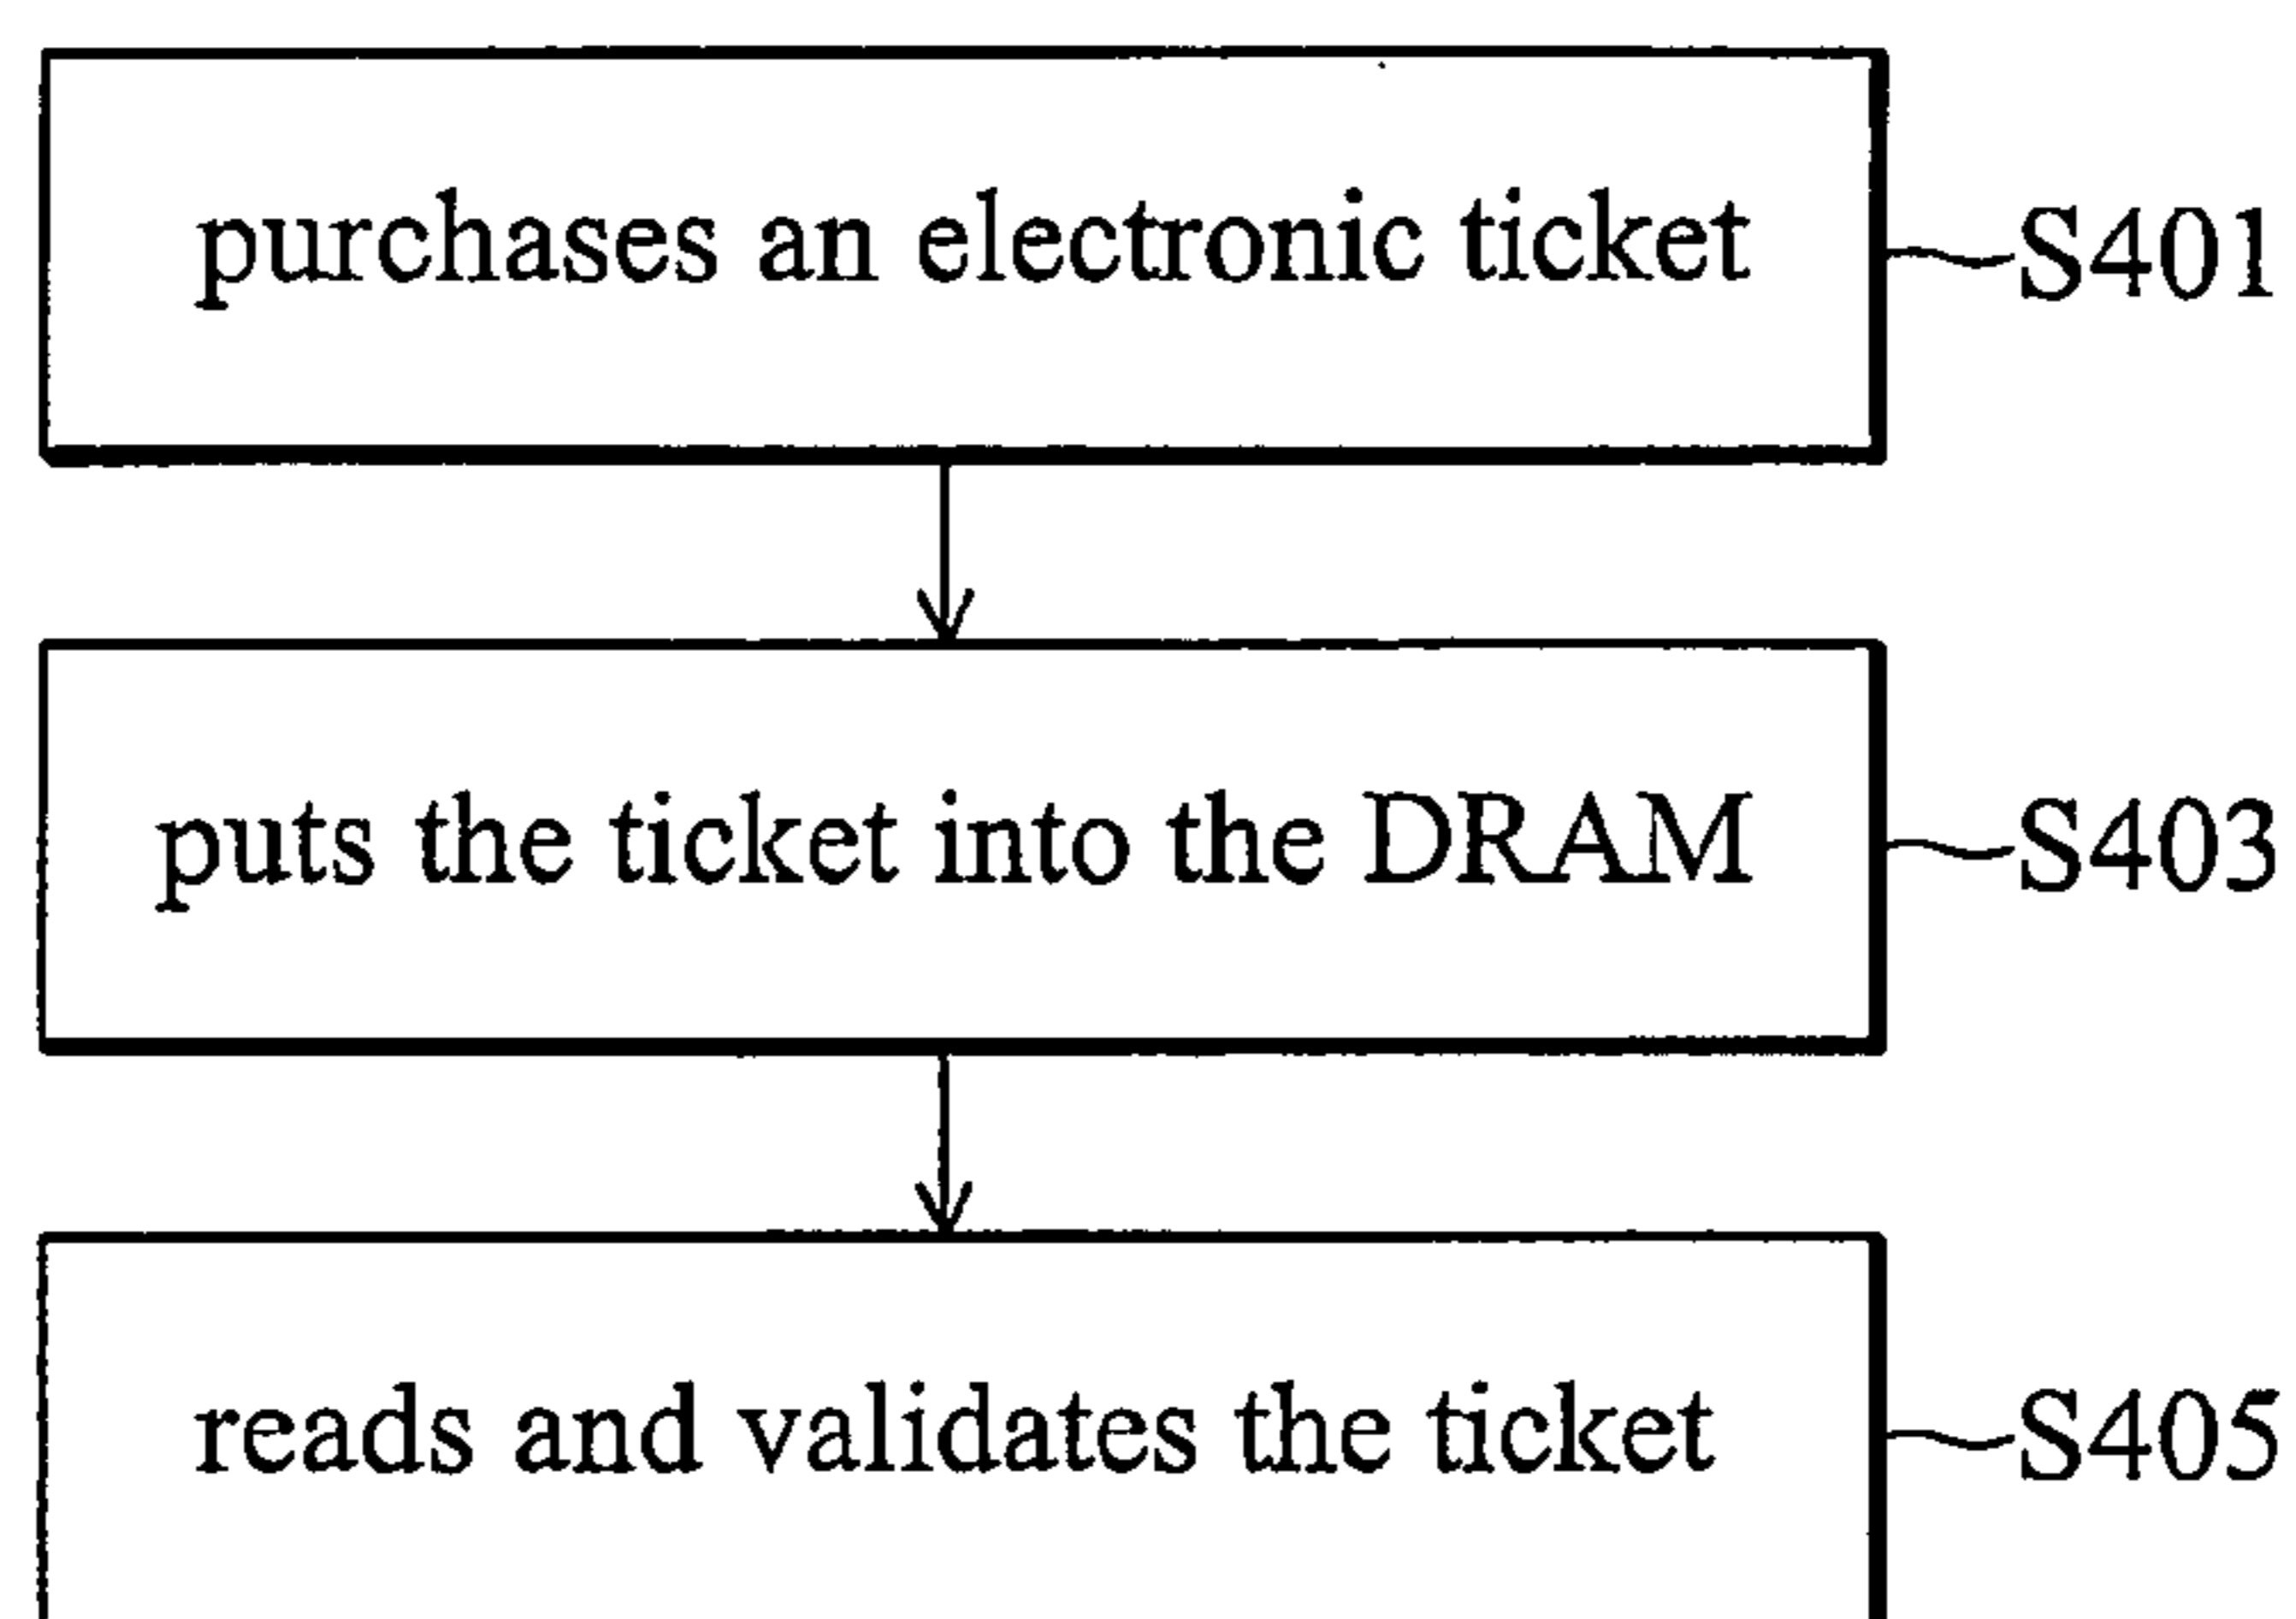 purchases an electronic ticket S401
puts the ticket into the DRAM S403
reads and validates the ticket S405